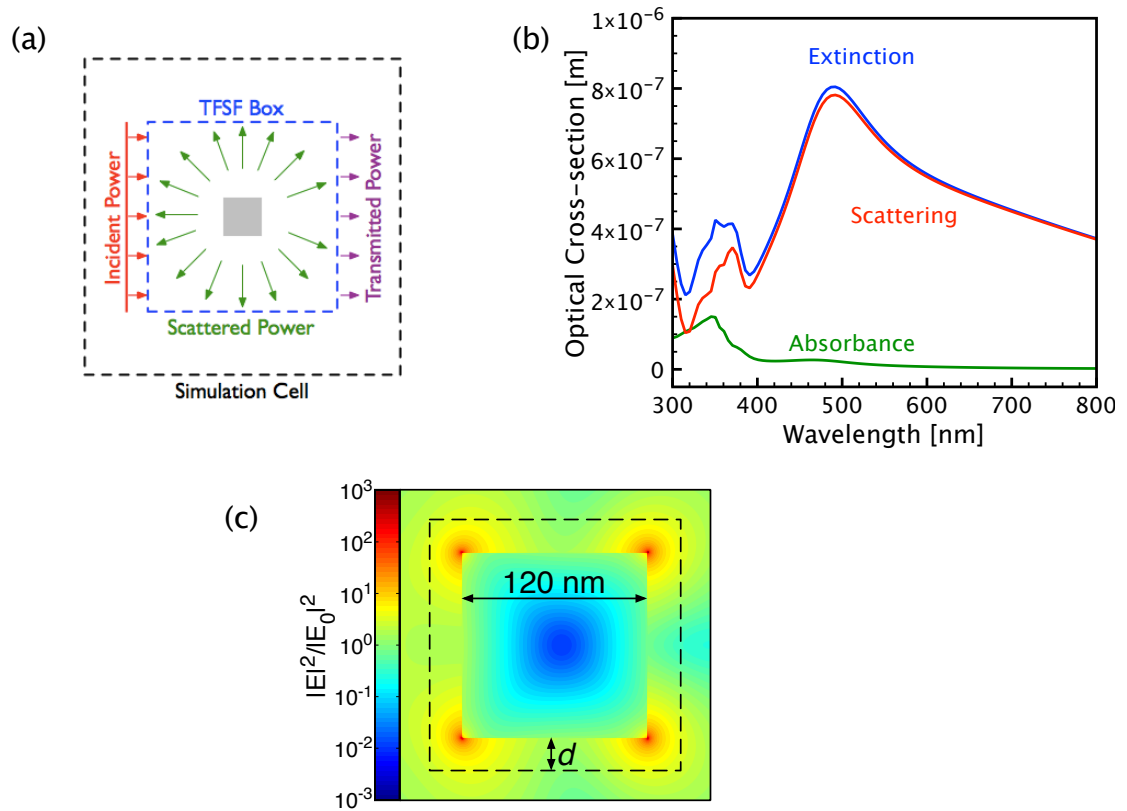 (a)
TFSF Box
Incident Power
Transmitted Power
Scattered Power
Simulation Cell
(b)
Optical Cross-section [m]
1×10⁻⁶
8×10⁻⁷
6×10⁻⁷
4×10⁻⁷
2×10⁻⁷
0
Extinction
Scattering
Absorbance
300 400 500 600 700 800
Wavelength [nm]
(c)
|E|²/|E₀|²
10³
10²
10¹
10⁰
10⁻¹
10⁻²
10⁻³
120 nm
d